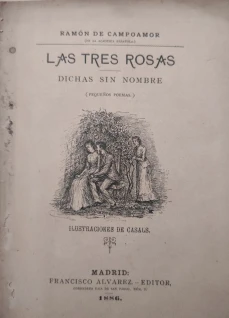 RAMÓN DE CAMPOAMOR
DE LA ACADEMIA ESPAÑOLA
LAS TRES ROSAS
DICHAS SIN NOMBRE
(PEQUEÑOS POEMAS)
ILUSTRACIONES DE CASALS.
MADRID:
FRANCISCO ALVAREZ - EDITOR,
1886.